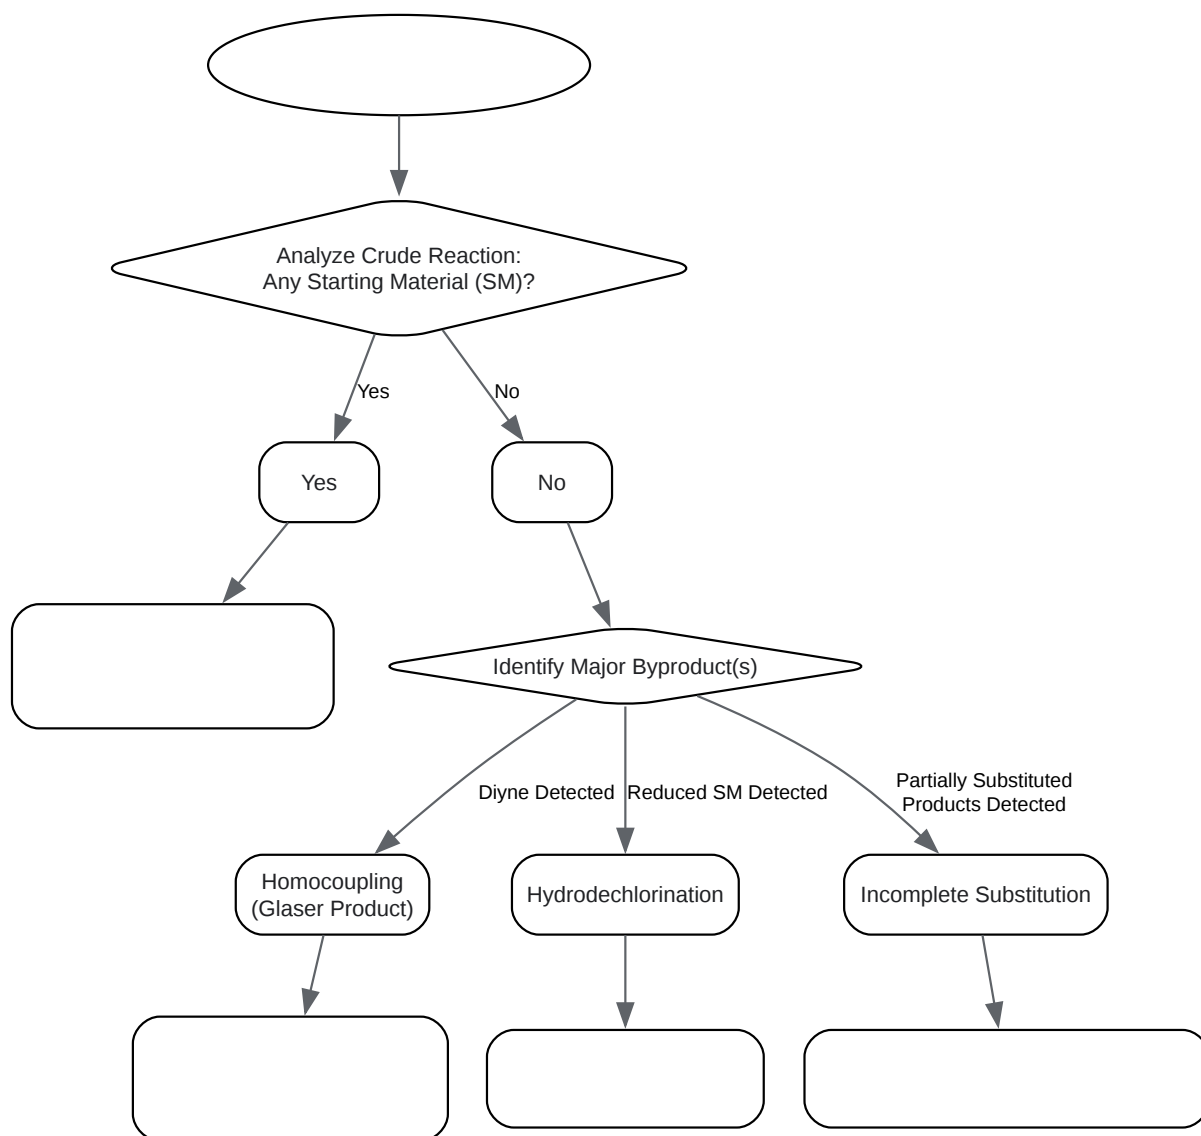 Analyze Crude Reaction:
Any Starting Material (SM)?
Yes
No
Yes
No
Identify Major Byproduct(s)
Diyne Detected
Reduced SM Detected
Partially Substituted
Products Detected
Homocoupling
(Glaser Product)
Hydrodechlorination
Incomplete Substitution